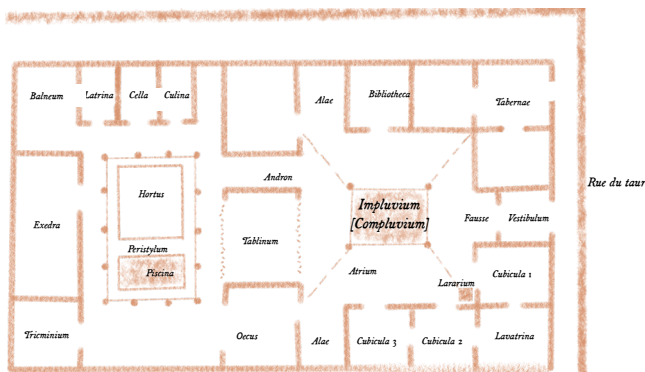 Balneum
Latrina
Cella
Culina
Alae
Bibliotheca
Tabernae
Andron
Hortus
Rue du taur
Exedra
Impluvium
[Compluvium]
Fausse
Vestibulum
Tablinum
Peristylum
Piscina
Atrium
Cubicula 1
Lararium
Tricminium
Oecus
Alae
Cubicula 3
Cubicula 2
Lavatrina